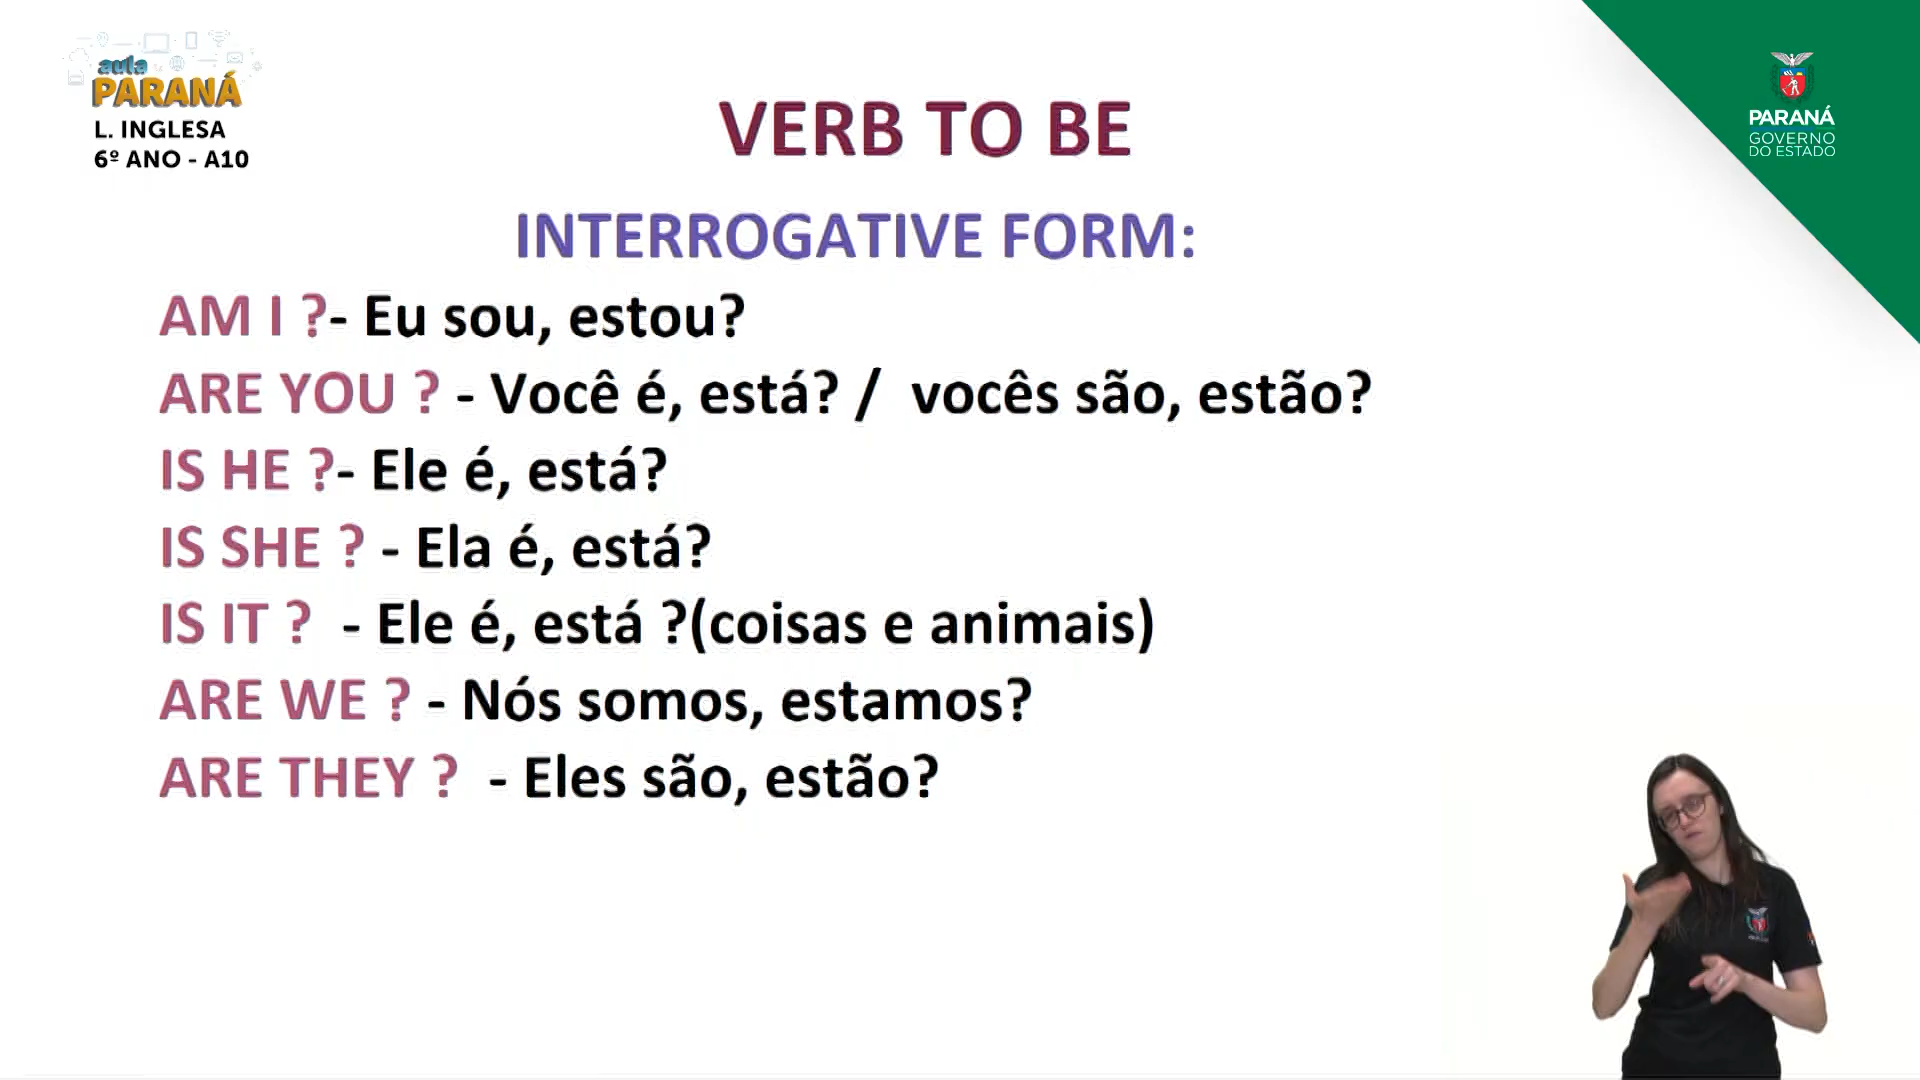 aula
PARANÁ
L. INGLESA
6º ANO - A10
PARANÁ
GOVERNO
DO ESTADO
VERB TO BE
INTERROGATIVE FORM:
AM I ?- Eu sou, estou?
ARE YOU ? - Você é, está? / vocês são, estão?
IS HE ?- Ele é, está?
IS SHE ? - Ela é, está?
IS IT ? - Ele é, está ?(coisas e animais)
ARE WE ? - Nós somos, estamos?
ARE THEY ? - Eles são, estão?